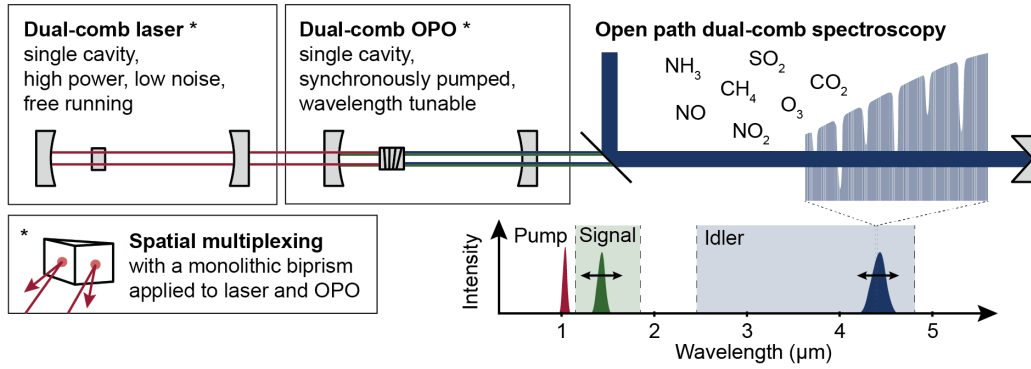 Dual-comb laser *
single cavity,
high power, low noise,
free running
Dual-comb OPO *
single cavity,
synchronously pumped,
wavelength tunable
Open path dual-comb spectroscopy
NH₃
SO₂
CH₄
CO₂
NO
O₃
NO₂
* Spatial multiplexing
with a monolithic biprism
applied to laser and OPO
Intensity
Pump
Signal
Idler
1 2 3 4 5
Wavelength (µm)